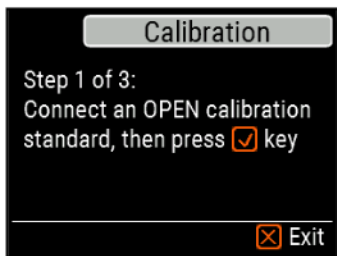 Calibration
Step 1 of 3:
Connect an OPEN calibration
standard, then press key
Exit